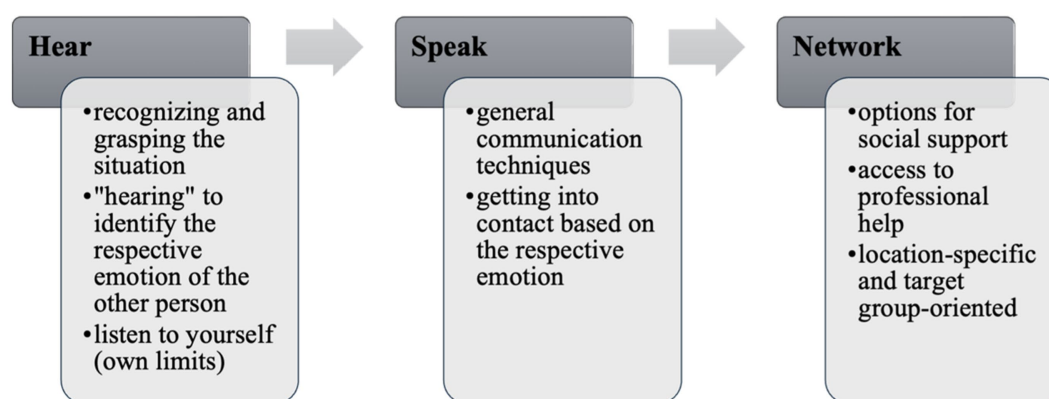 Hear
•recognizing and
grasping the
situation
•"hearing" to
identify the
respective
emotion of the
other person
•listen to yourself
(own limits)
Speak
•general
communication
techniques
•getting into
contact based on
the respective
emotion
Network
•options for
social support
•access to
professional
help
•location-specific
and target
group-oriented